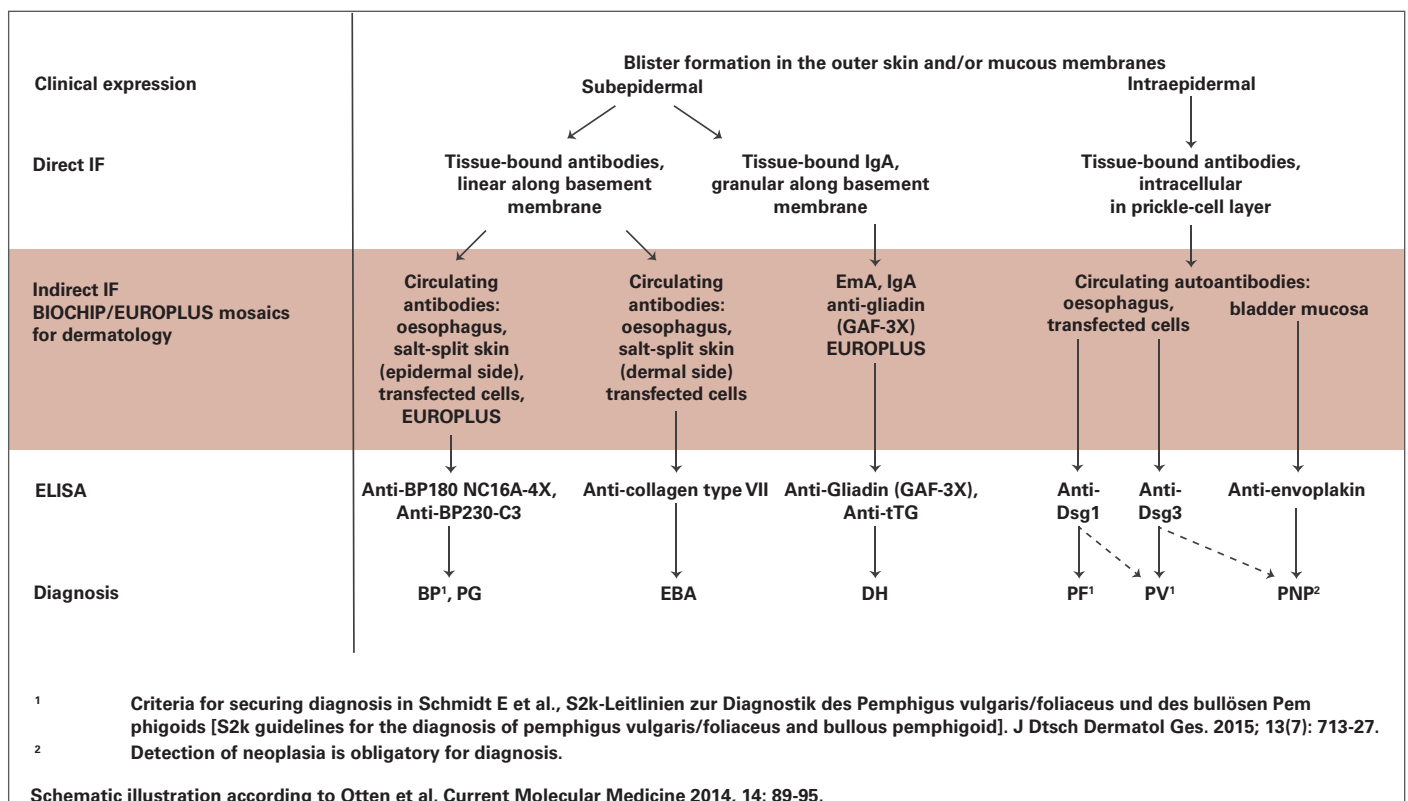 Blister formation in the outer skin and/or mucous membranes
Clinical expression
Subepidermal
Intraepidermal
Direct IF
Tissue-bound antibodies,
linear along basement
membrane
Tissue-bound IgA,
granular along basement
membrane
Tissue-bound antibodies,
intracellular
in prickle-cell layer
Indirect IF
BIOCHIP/EUROPLUS mosaics
for dermatology
Circulating
antibodies:
oesophagus,
salt-split skin
(epidermal side),
transfected cells,
EUROPLUS
Circulating
antibodies:
oesophagus,
salt-split skin
(dermal side)
transfected cells
EmA, IgA
anti-gliadin
(GAF-3X)
EUROPLUS
Circulating autoantibodies:
oesophagus,
transfected cells
bladder mucosa
ELISA
Anti-BP180 NC16A-4X,
Anti-BP230-C3
Anti-collagen type VII
Anti-Gliadin (GAF-3X),
Anti-tTG
Anti-
Dsg1
Anti-
Dsg3
Anti-envoplakin
Diagnosis
BP¹, PG
EBA
DH
PF¹
PV¹
PNP²
¹ Criteria for securing diagnosis in Schmidt E et al., S2k-Leitlinien zur Diagnostik des Pemphigus vulgaris/foliaceus und des bullösen Pem
phigoids [S2k guidelines for the diagnosis of pemphigus vulgaris/foliaceus and bullous pemphigoid]. J Dtsch Dermatol Ges. 2015; 13(7): 713-27.
² Detection of neoplasia is obligatory for diagnosis.
Schematic illustration according to Otten et al. Current Molecular Medicine 2014, 14: 89-95.